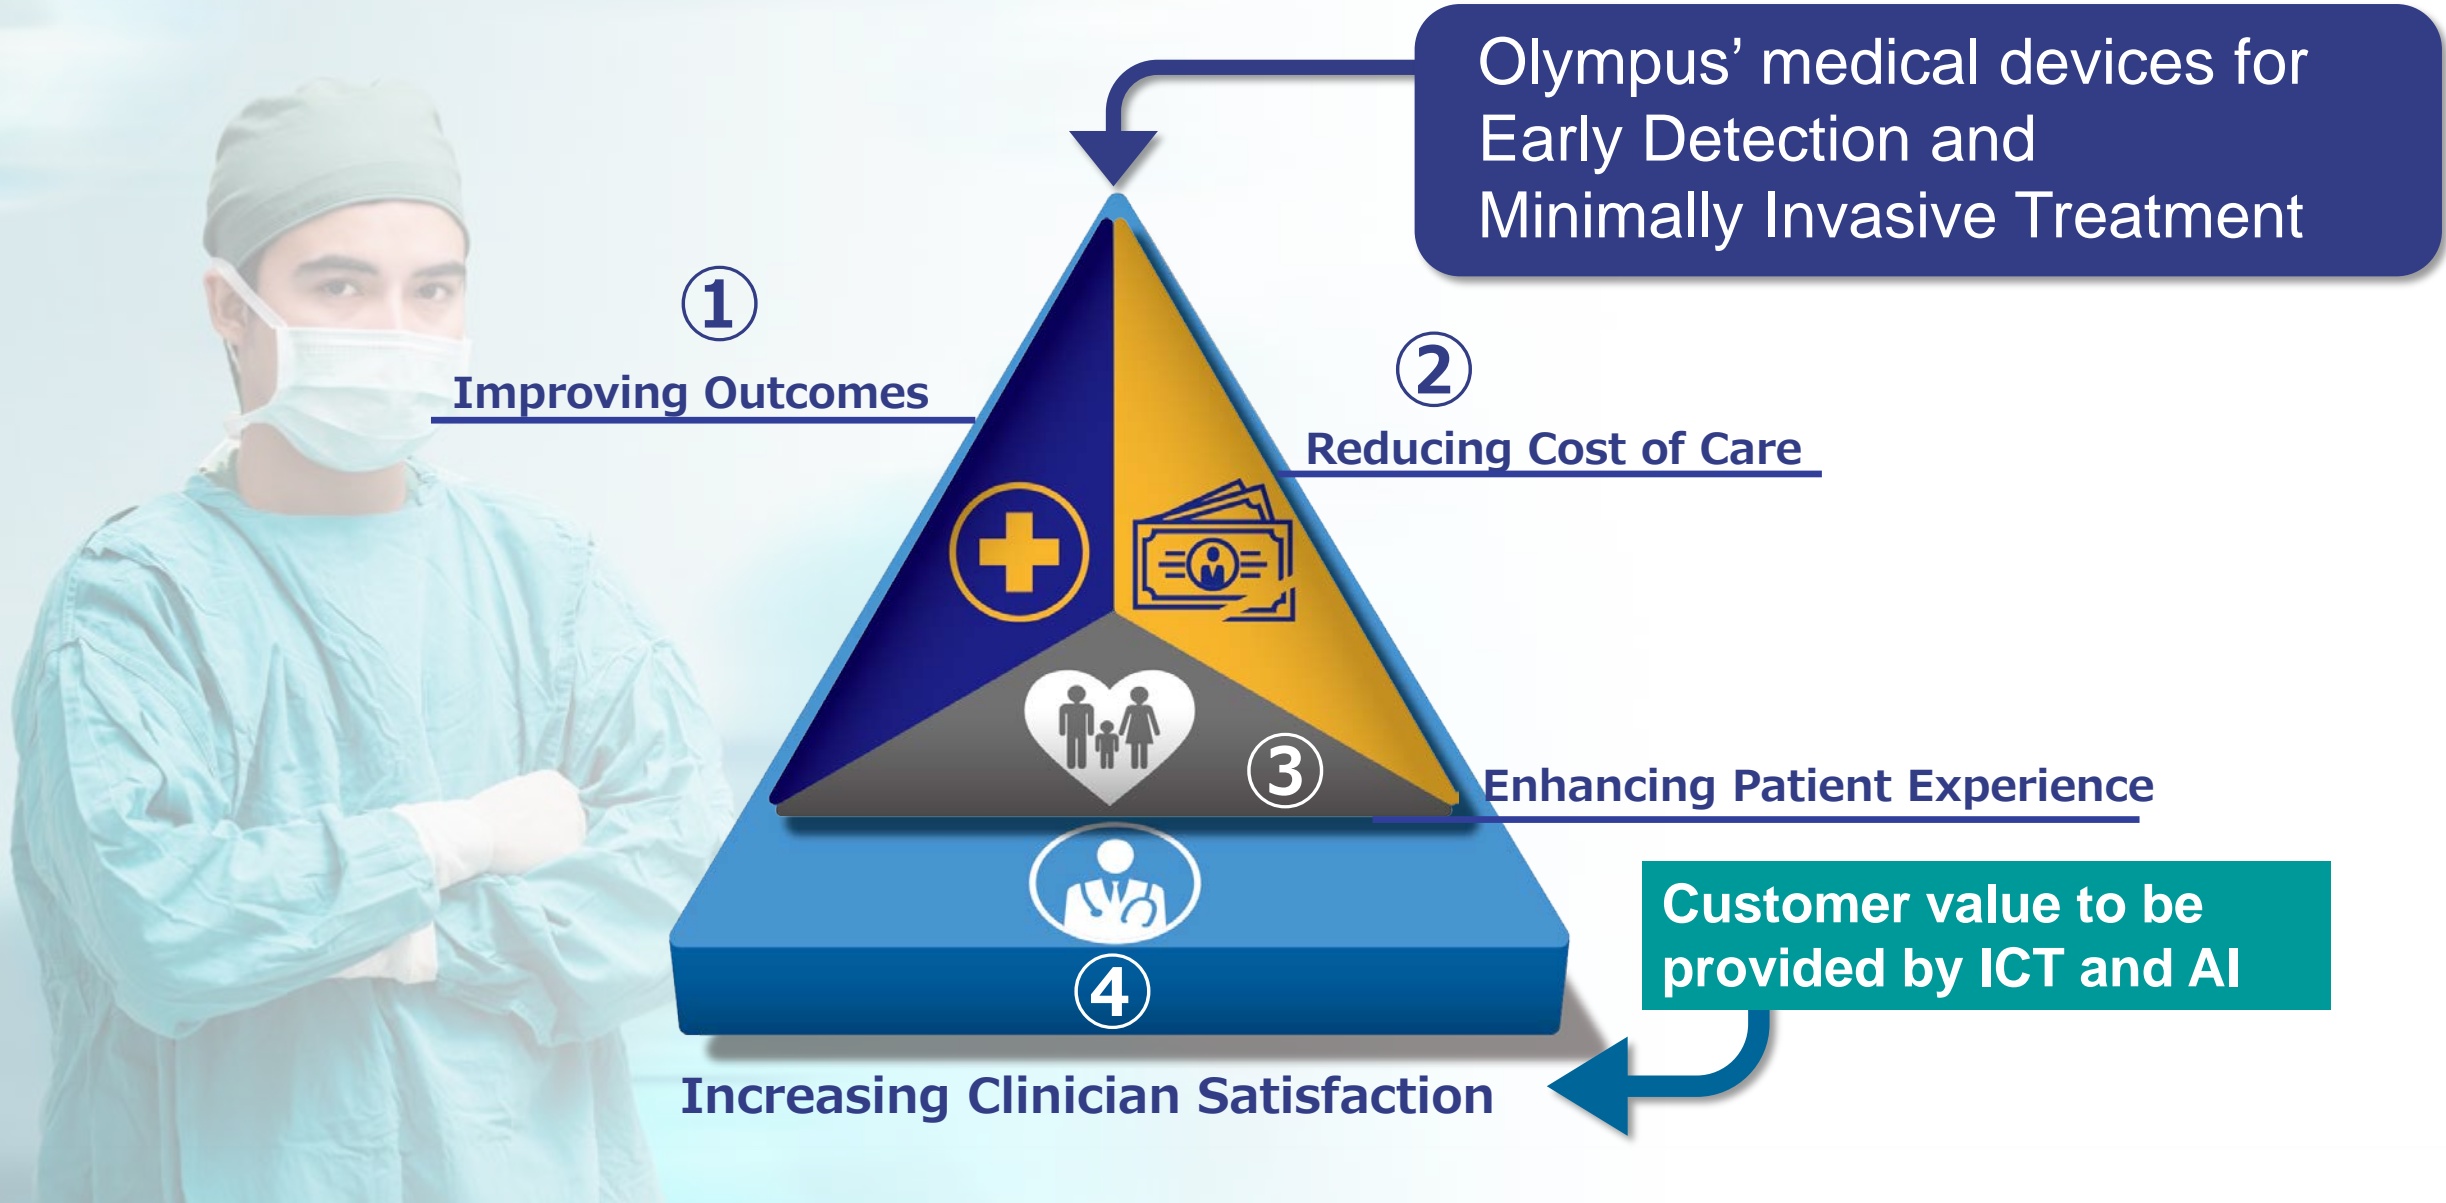 Olympus’ medical devices for
Early Detection and
Minimally Invasive Treatment
①
Improving Outcomes
②
Reducing Cost of Care
③
Enhancing Patient Experience
Customer value to be
provided by ICT and AI
④
Increasing Clinician Satisfaction